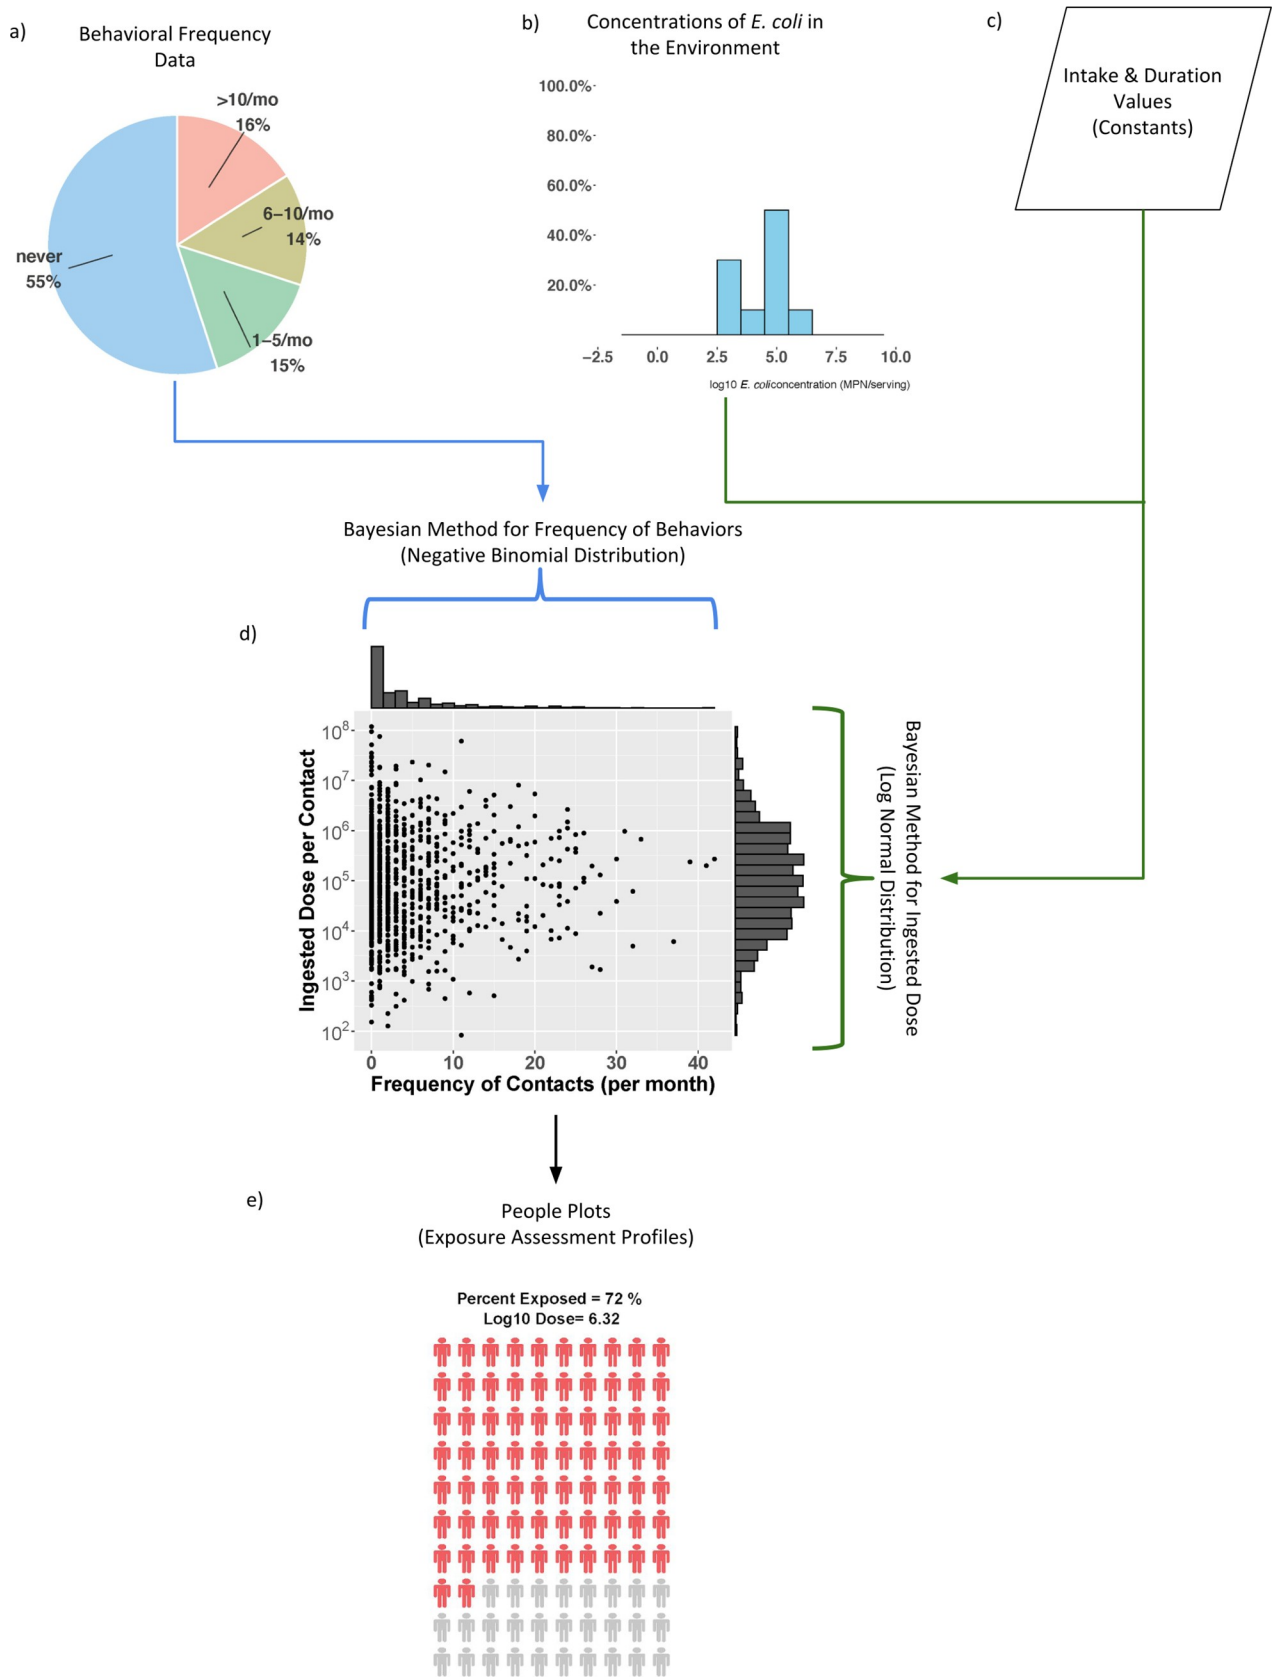 a)
Behavioral Frequency
Data
>10/mo
16%
6–10/mo
14%
never
55%
1–5/mo
15%
b)
Concentrations of E. coli in
the Environment
100.0%
80.0%
60.0%
40.0%
20.0%
−2.5 0.0 2.5 5.0 7.5 10.0
log10 E. coliconcentration (MPN/serving)
c)
Intake & Duration
Values
(Constants)
Bayesian Method for Frequency of Behaviors
(Negative Binomial Distribution)
d)
Ingested Dose per Contact
10⁸
10⁷
10⁶
10⁵
10⁴
10³
10²
0 10 20 30 40
Frequency of Contacts (per month)
Bayesian Method for Ingested Dose
(Log Normal Distribution)
e)
People Plots
(Exposure Assessment Profiles)
Percent Exposed = 72 %
Log10 Dose= 6.32